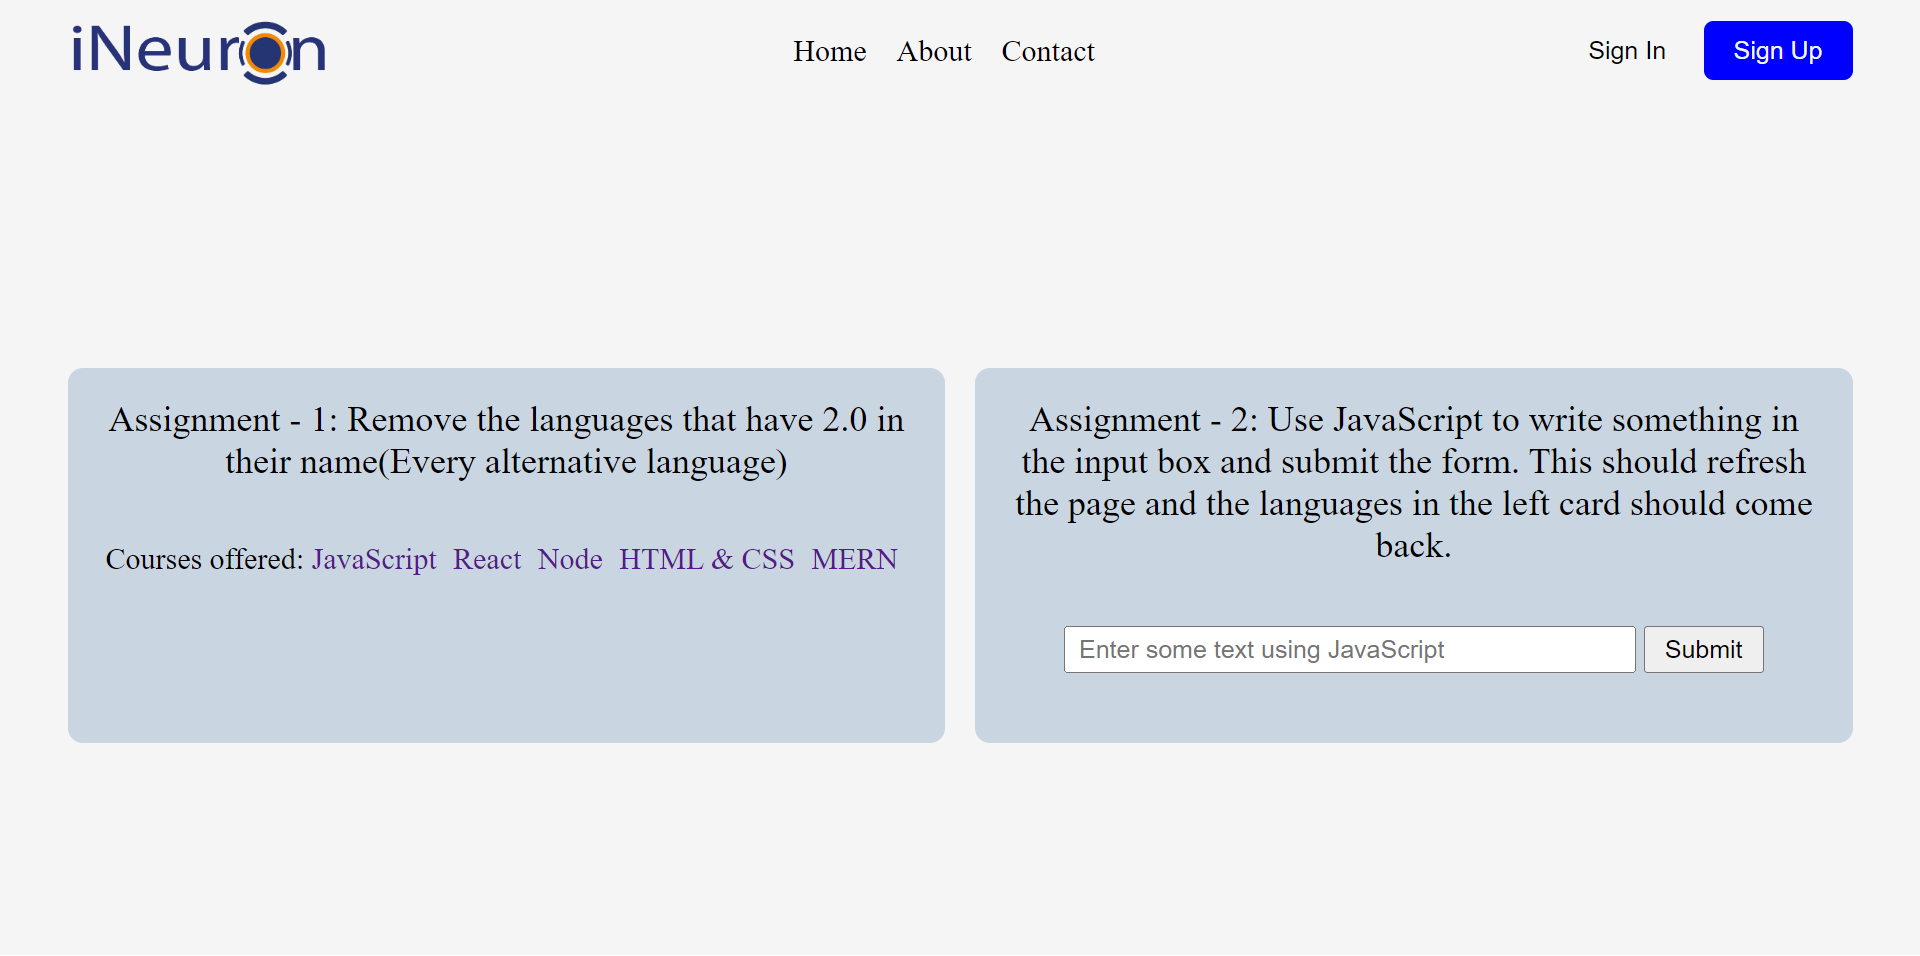 iNeuron
Home About Contact
Sign In Sign Up
Assignment - 1: Remove the languages that have 2.0 in
their name(Every alternative language)
Courses offered: JavaScript React Node HTML & CSS MERN
Assignment - 2: Use JavaScript to write something in
the input box and submit the form. This should refresh
the page and the languages in the left card should come
back.
Enter some text using JavaScript Submit